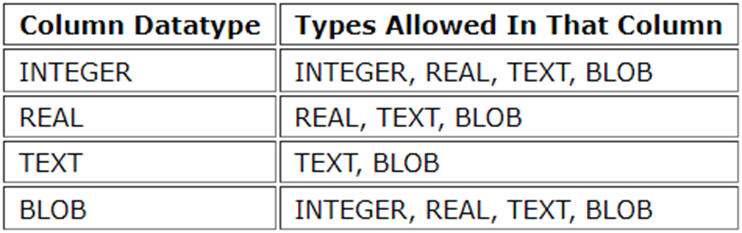 Column Datatype Types Allowed In That Column
INTEGER INTEGER, REAL, TEXT, BLOB
REAL REAL, TEXT, BLOB
TEXT TEXT, BLOB
BLOB INTEGER, REAL, TEXT, BLOB